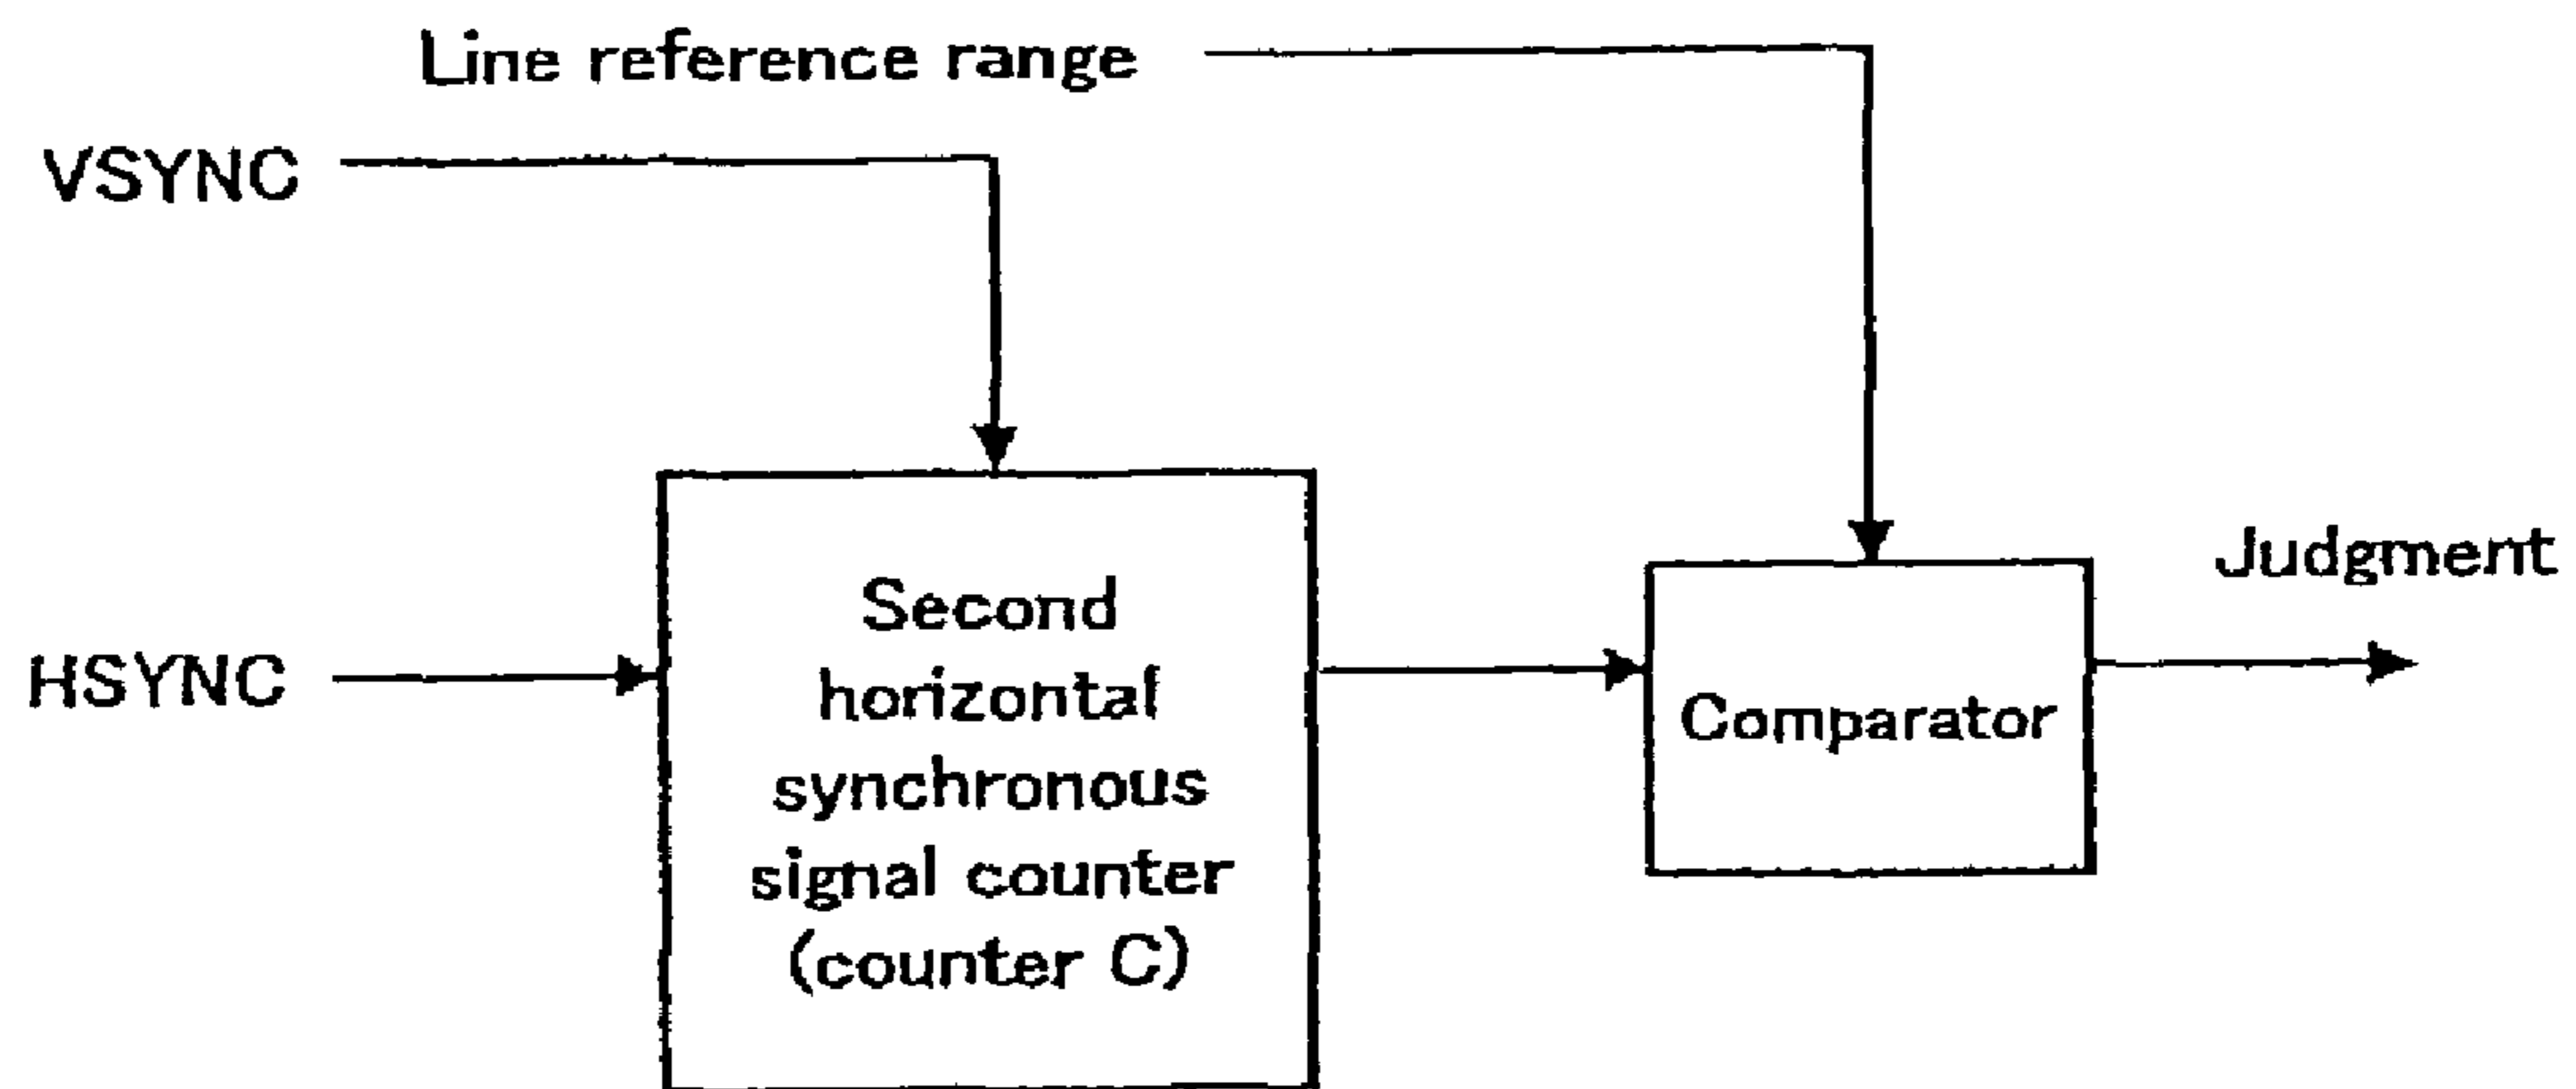 Line reference range
VSYNC
HSYNC
Second
horizontal
synchronous
signal counter
(counter C)
Comparator
Judgment